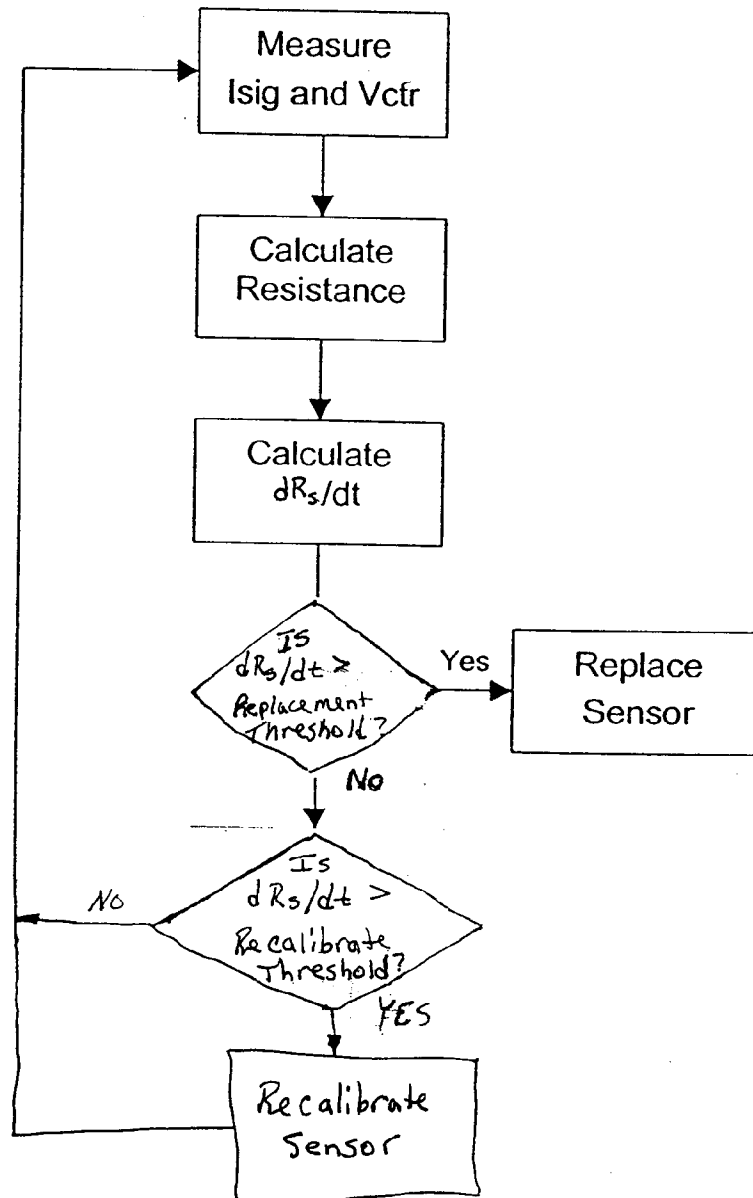 Measure
Isig and Vctr
Calculate
Resistance
Calculate
dRs/dt
Is
dRs/dt >
Replacement
Threshold?
Yes
Replace
Sensor
No
Is
dRs/dt >
Recalibrate
Threshold?
No
YES
Recalibrate
Sensor